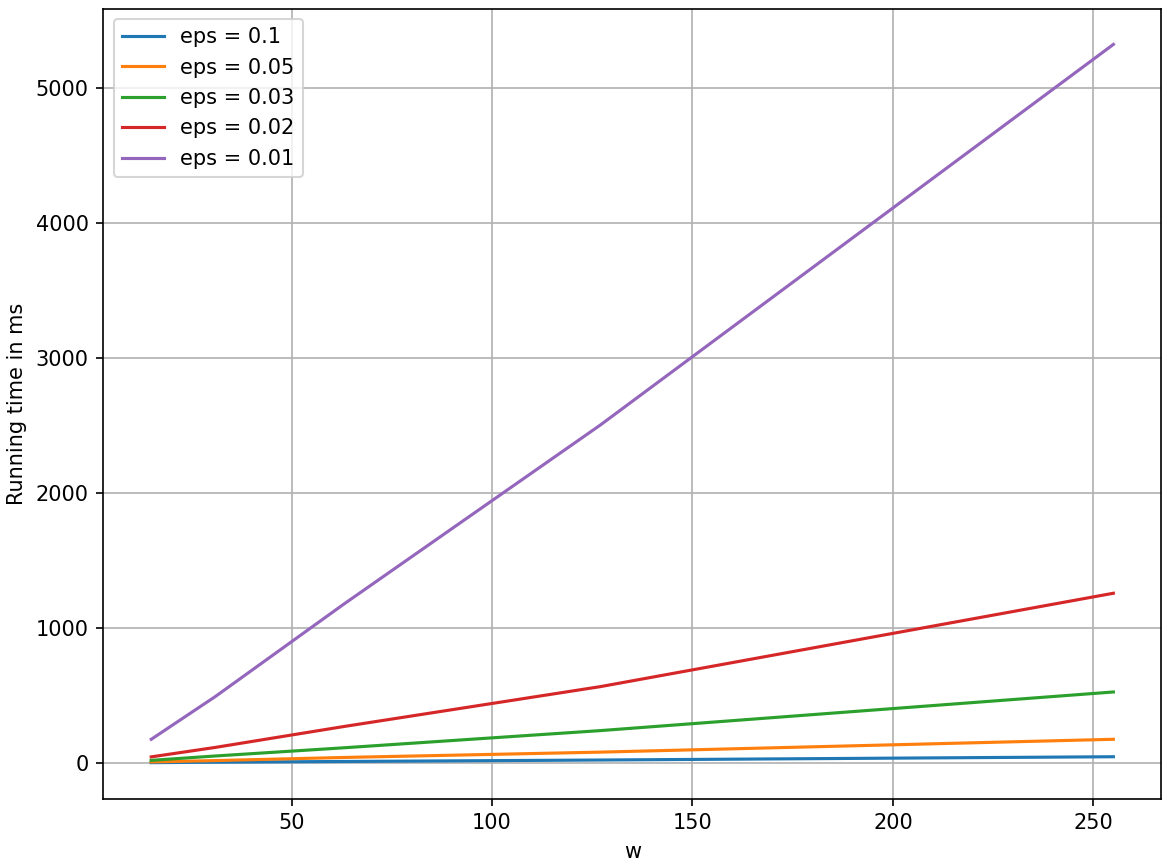 eps = 0.1
eps = 0.05
eps = 0.03
eps = 0.02
eps = 0.01
5000
4000
3000
2000
1000
0
Running time in ms
50 100 150 200 250
w